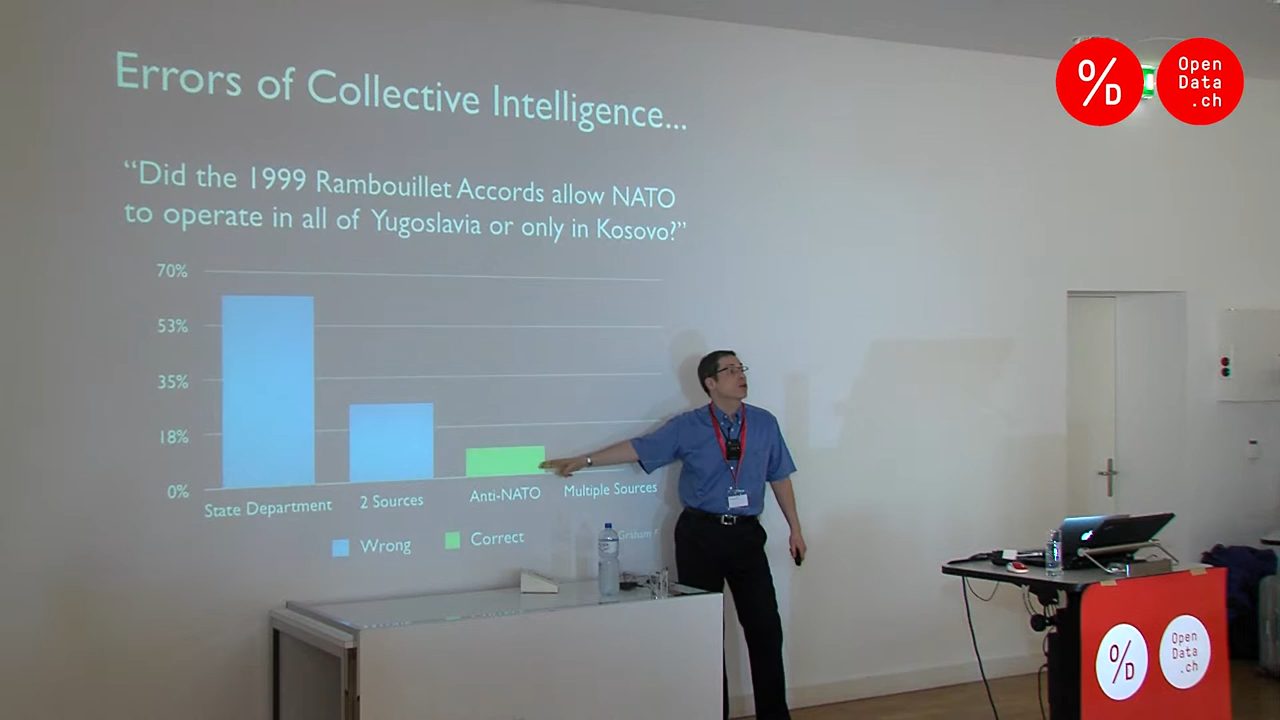 Errors of Collective Intelligence...
“Did the 1999 Rambouillet Accords allow NATO
to operate in all of Yugoslavia or only in Kosovo?”
70%
53%
35%
18%
0%
State Department
2 Sources
Anti-NATO
Multiple Sources
Wrong
Correct
Graham
%
D
Open
Data
.ch
%
D
Open
Data
.ch